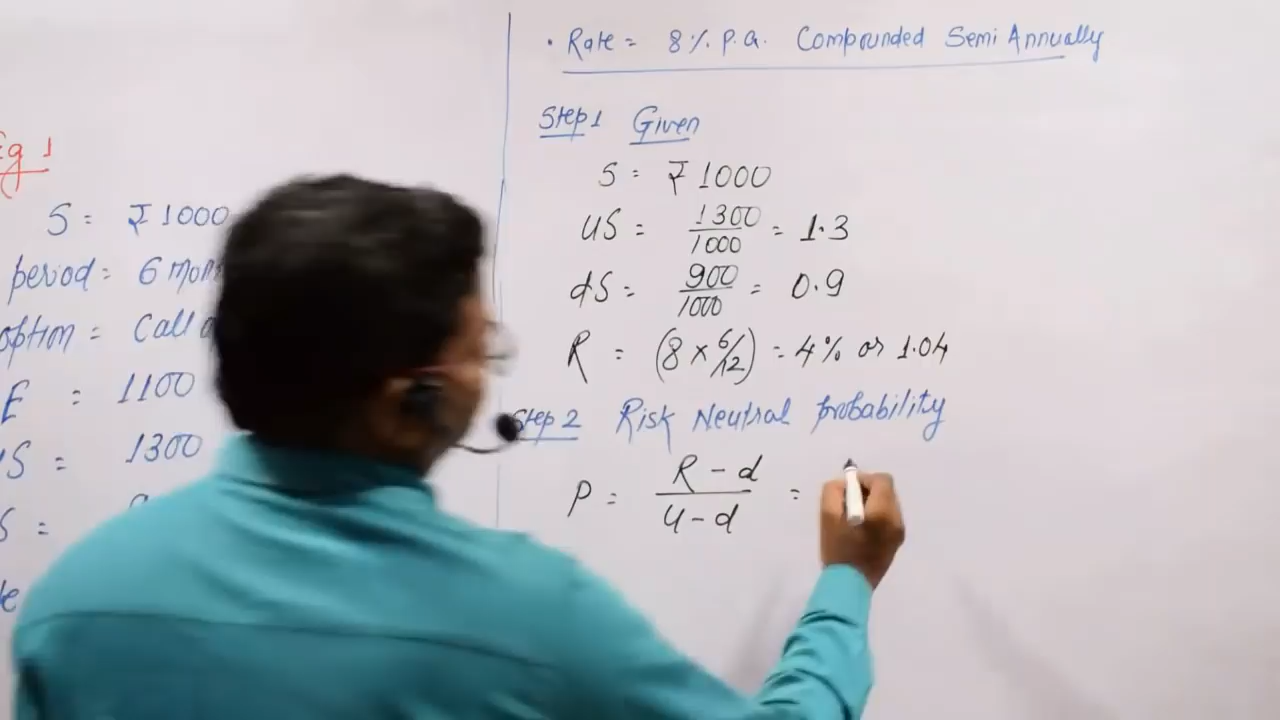 Eg 1
S = ₹1000
period = 6 mon
option = Call
E = 1100
S = 1300
S =
• Rate = 8% p.a. Compounded Semi Annually
Step 1 Given
S = ₹1000
US = 1300/1000 = 1.3
dS = 900/1000 = 0.9
R = (8 × 6/12) = 4% or 1.04
Step 2 Risk Neutral probability
P = R - d / U - d =